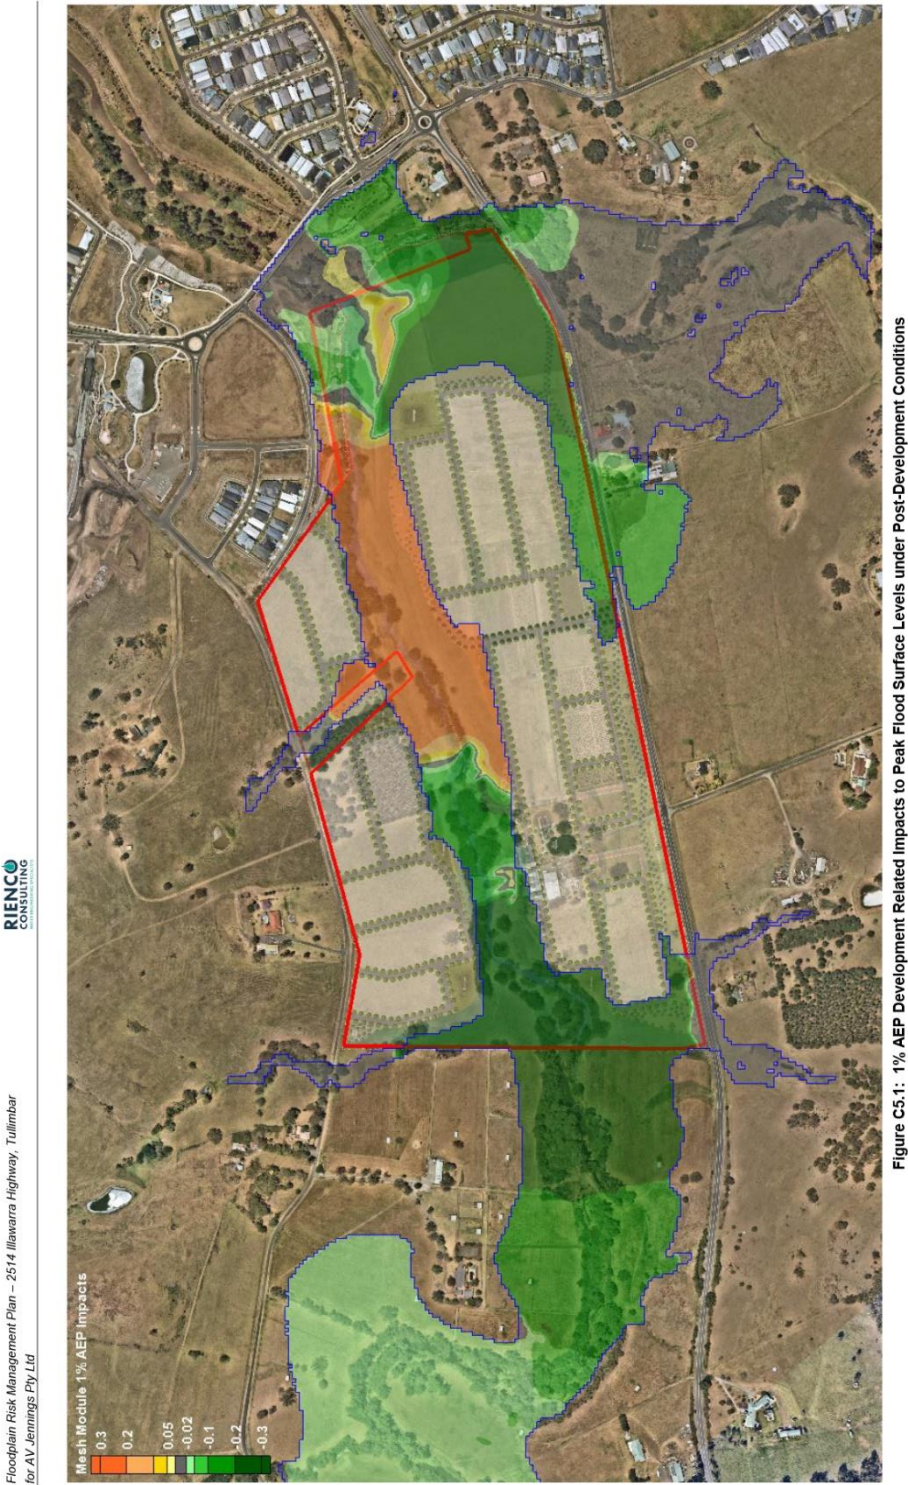 Floodplain Risk Management Plan – 2514 Illawarra Highway, Tullimbar
for AV Jennings Pty Ltd
RIENCO
CONSULTING
Mesh Module 1% AEP Impacts
0.3
0.2
0.05
-0.02
-0.1
-0.2
-0.3
Figure C5.1: 1% AEP Development Related Impacts to Peak Flood Surface Levels under Post-Development Conditions